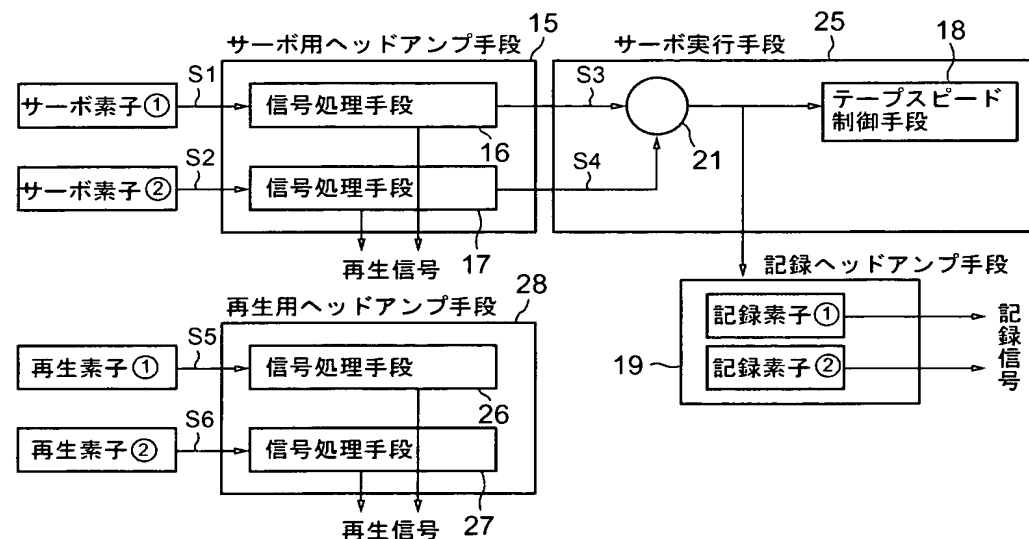 サーボ用ヘッドアンプ手段 15
サーボ実行手段 25
18
サーボ素子①
S1
信号処理手段
16
S3
21
テープスピード
制御手段
サーボ素子②
S2
信号処理手段
17
S4
再生信号
記録ヘッドアンプ手段
19
記録素子①
記録素子②
記録信号
再生用ヘッドアンプ手段 28
再生素子①
S5
信号処理手段
26
再生素子②
S6
信号処理手段
27
再生信号